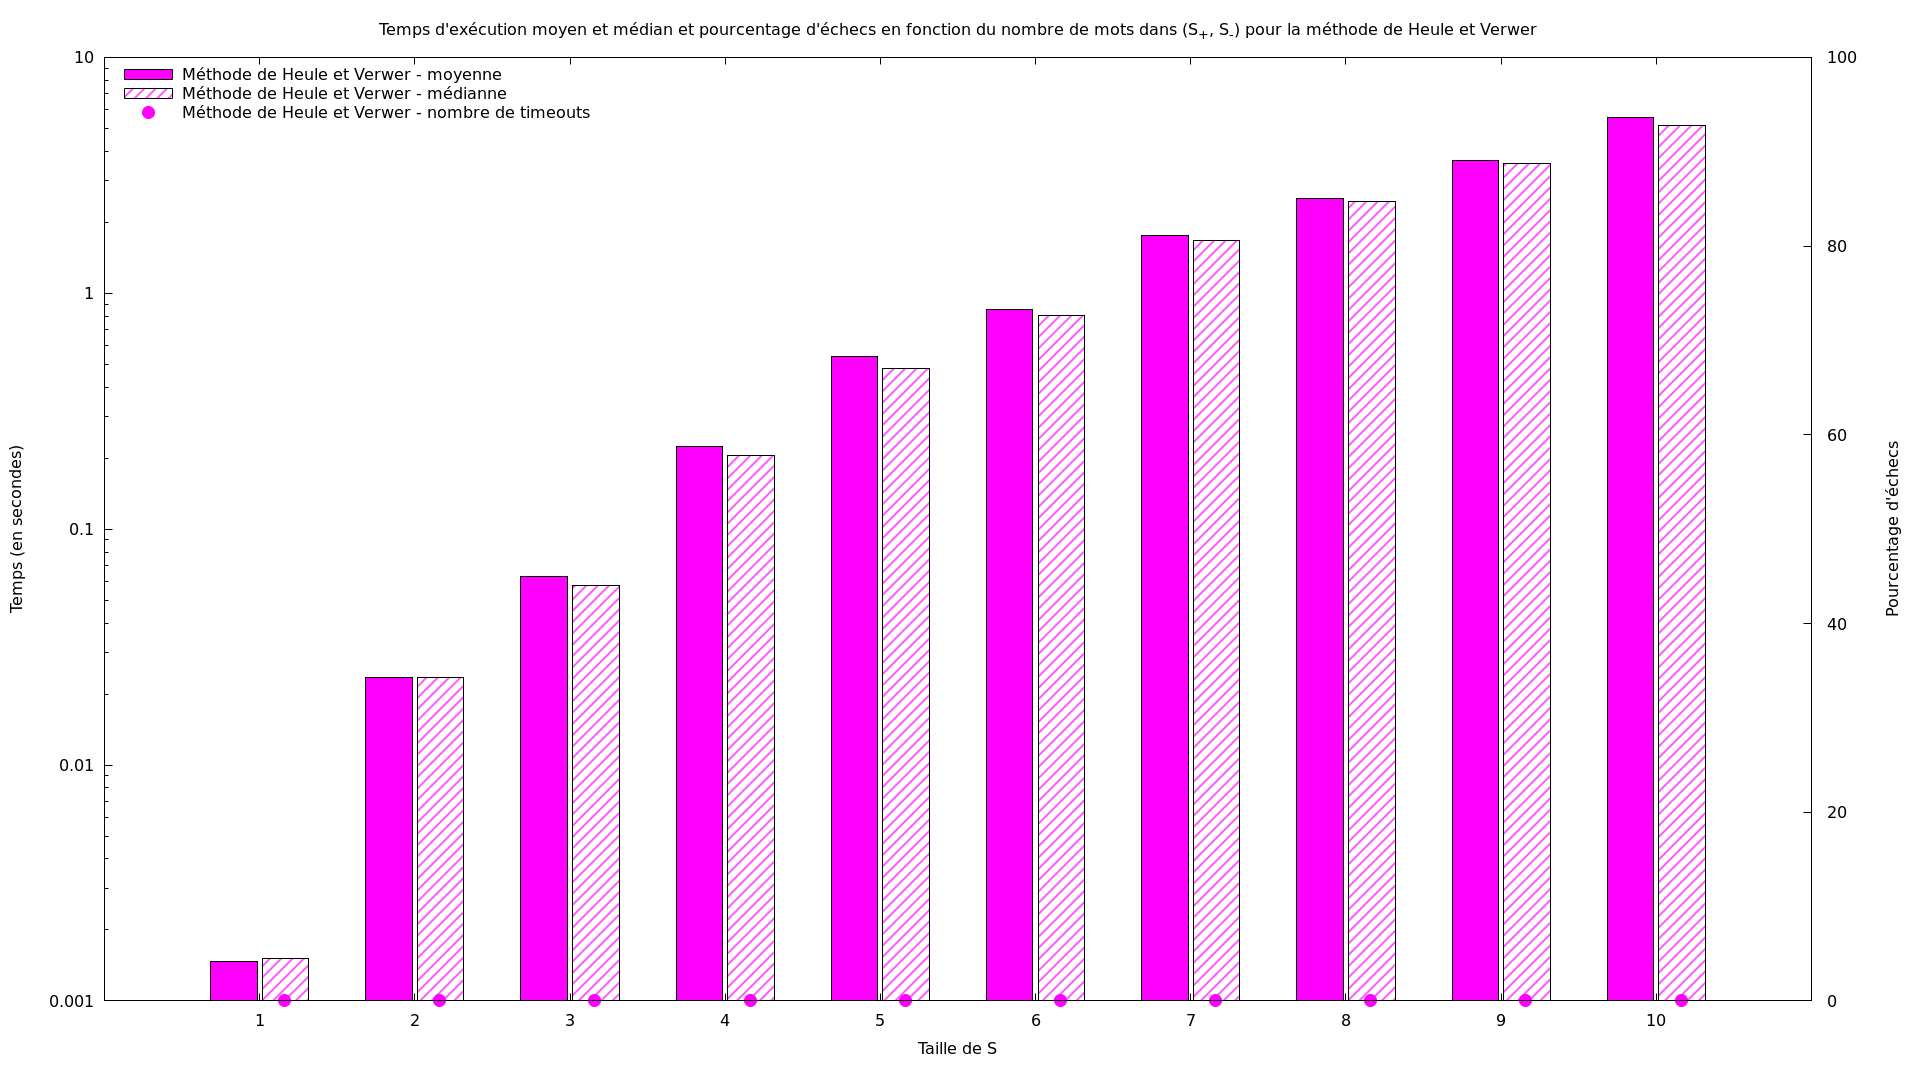 Temps d'exécution moyen et médian et pourcentage d'échecs en fonction du nombre de mots dans (S+, S-) pour la méthode de Heule et Verwer
Méthode de Heule et Verwer - moyenne
Méthode de Heule et Verwer - médianne
Méthode de Heule et Verwer - nombre de timeouts
10
1
0.1
0.01
0.001
Temps (en secondes)
100
80
60
40
20
0
Pourcentage d'échecs
1 2 3 4 5 6 7 8 9 10
Taille de S